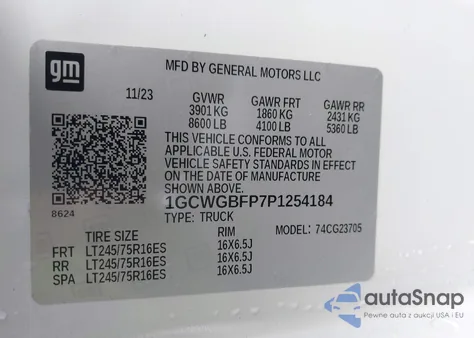 gm
MFD BY GENERAL MOTORS LLC
11/23 GVWR GAWR FRT GAWR RR
3901 KG 1860 KG 2431 KG
8600 LB 4100 LB 5360 LB
THIS VEHICLE CONFORMS TO ALL
APPLICABLE U.S. FEDERAL MOTOR
VEHICLE SAFETY STANDARDS IN EFFECT
ON THE DATE OF MANUFACTURE
SHOWN ABOVE.
8624
1GCWGBFP7P1254184
TYPE: TRUCK MODEL: 74CG23705
TIRE SIZE RIM
FRT LT245/75R16ES 16X6.5J
RR LT245/75R16ES 16X6.5J
SPA LT245/75R16ES 16X6.5J
autoSnap
Pewne auta z aukcji USA i EU